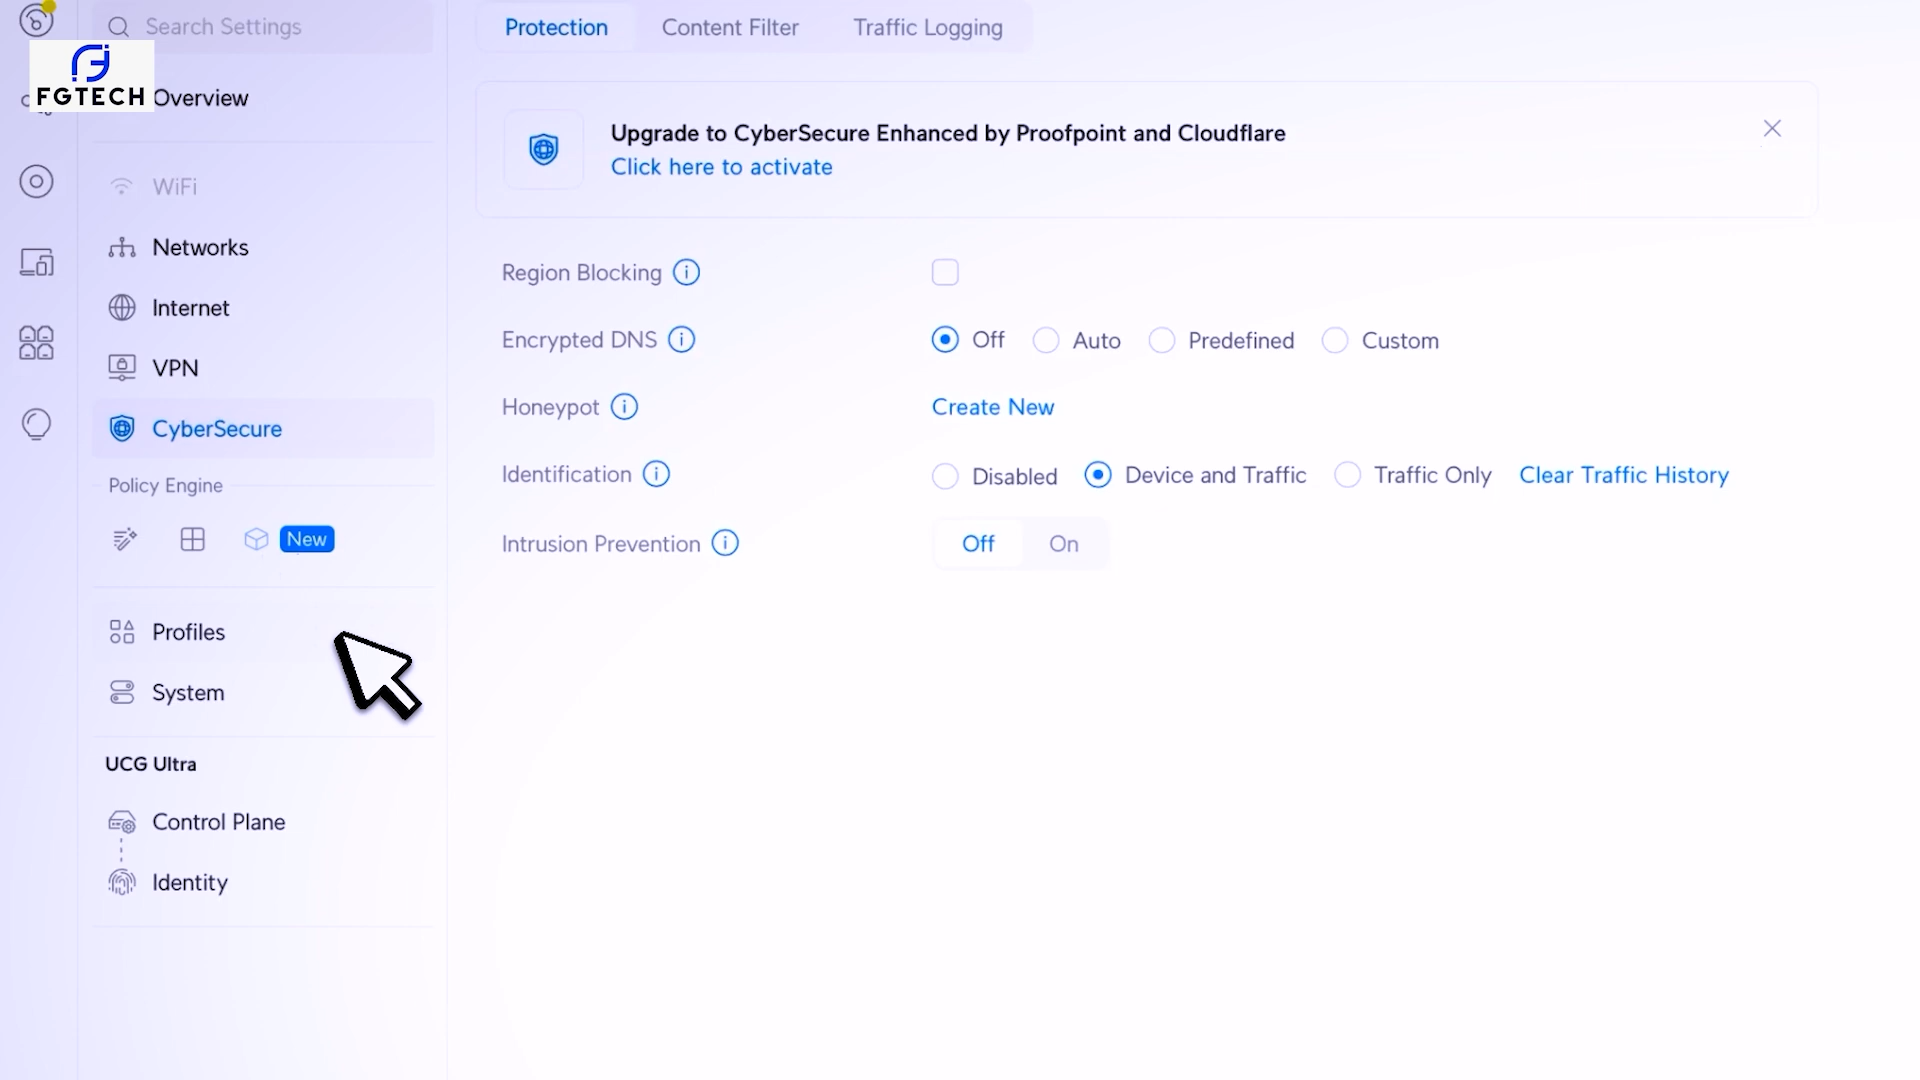 Search Settings
FGTECH
Overview
WiFi
Networks
Internet
VPN
CyberSecure
Policy Engine
New
Profiles
System
UCG Ultra
Control Plane
Identity
Protection Content Filter Traffic Logging
Upgrade to CyberSecure Enhanced by Proofpoint and Cloudflare
Click here to activate
Region Blocking
Encrypted DNS Off Auto Predefined Custom
Honeypot Create New
Identification Disabled Device and Traffic Traffic Only Clear Traffic History
Intrusion Prevention Off On